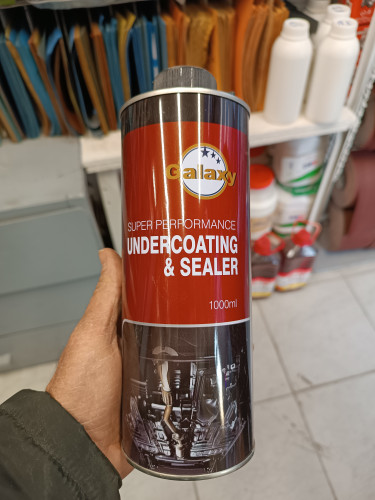 Galaxy
SUPER PERFORMANCE
UNDERCOATING
& SEALER
1000ml